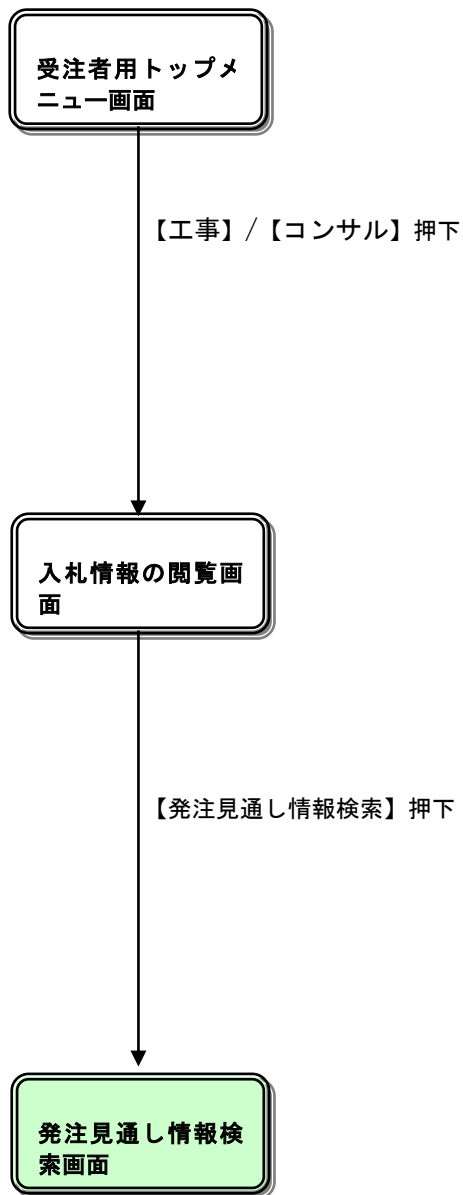 受注者用トップメ
ニュー画面
【工事】/【コンサル】押下
入札情報の閲覧画
面
【発注見通し情報検索】押下
発注見通し情報検
索画面